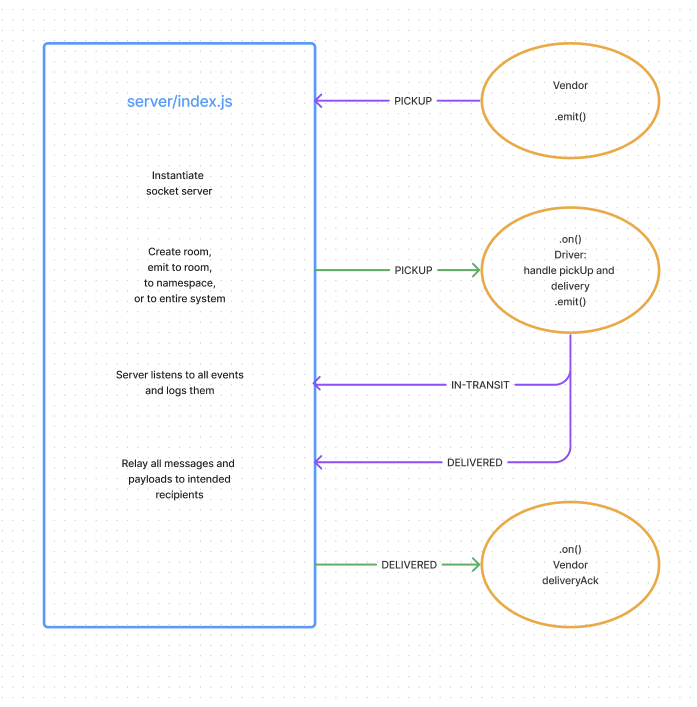 server/index.js
Instantiate
socket server
Create room,
emit to room,
to namespace,
or to entire system
Server listens to all events
and logs them
Relay all messages and
payloads to intended
recipients
PICKUP
Vendor
.emit()
PICKUP
.on()
Driver:
handle pickUp and
delivery
.emit()
IN-TRANSIT
DELIVERED
DELIVERED
.on()
Vendor
deliveryAck